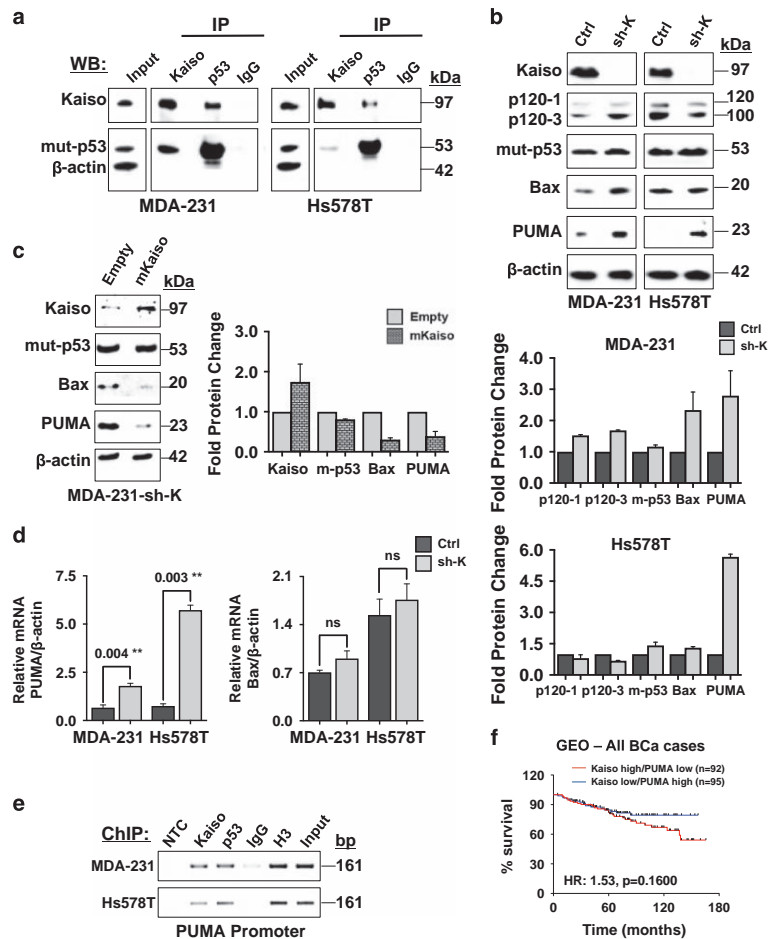 a
IP
IP
WB:
Input
Kaiso
p53
IgG
Input
Kaiso
p53
IgG
kDa
Kaiso
97
mut-p53
53
β-actin
42
MDA-231
Hs578T
b
Ctrl
sh-K
Ctrl
sh-K
kDa
Kaiso
97
p120-1
120
p120-3
100
mut-p53
53
Bax
20
PUMA
23
β-actin
42
MDA-231 Hs578T
Ctrl
sh-K
MDA-231
Fold Protein Change
4.0
3.0
2.0
1.0
0.0
p120-1 p120-3 m-p53 Bax PUMA
Hs578T
Fold Protein Change
6.0
4.5
3.0
1.5
0.0
p120-1 p120-3 m-p53 Bax PUMA
c
Empty
mKaiso
kDa
Kaiso
97
mut-p53
53
Bax
20
PUMA
23
β-actin
42
MDA-231-sh-K
Empty
mKaiso
Fold Protein Change
3.0
2.0
1.0
0.0
Kaiso m-p53 Bax PUMA
d
Ctrl
sh-K
Relative mRNA
PUMA/β-actin
7.5
5.0
2.5
0.0
0.004 **
0.003 **
MDA-231 Hs578T
Relative mRNA
Bax/β-actin
2.1
1.4
0.7
0.0
ns
ns
MDA-231 Hs578T
e
ChIP:
NTC
Kaiso
p53
IgG
H3
Input
bp
MDA-231
161
Hs578T
161
PUMA Promoter
f
GEO – All BCa cases
Kaiso high/PUMA low (n=92)
Kaiso low/PUMA high (n=95)
% survival
120
90
60
30
0
HR: 1.53, p=0.1600
0 60 120 180
Time (months)